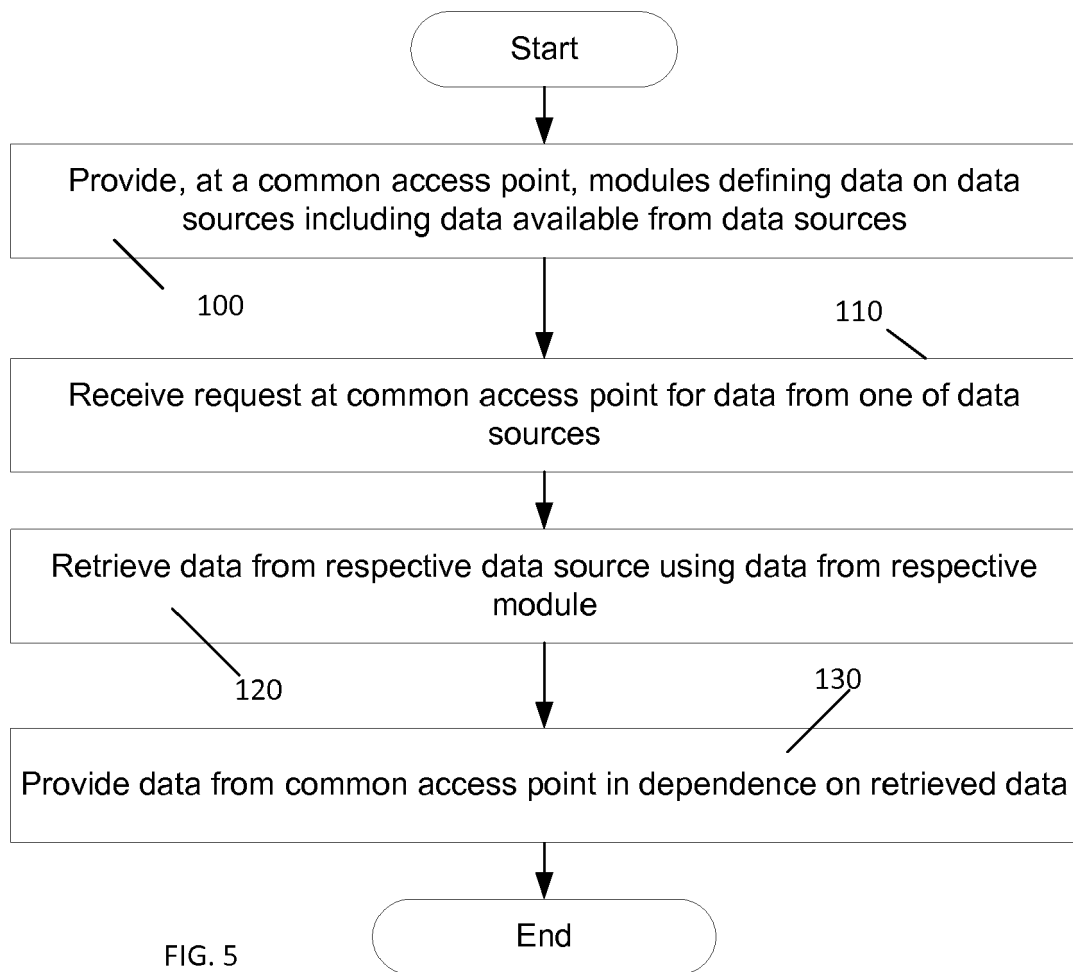 Start
Provide, at a common access point, modules defining data on data
sources including data available from data sources
100
110
Receive request at common access point for data from one of data
sources
Retrieve data from respective data source using data from respective
module
120
130
Provide data from common access point in dependence on retrieved data
End
FIG. 5